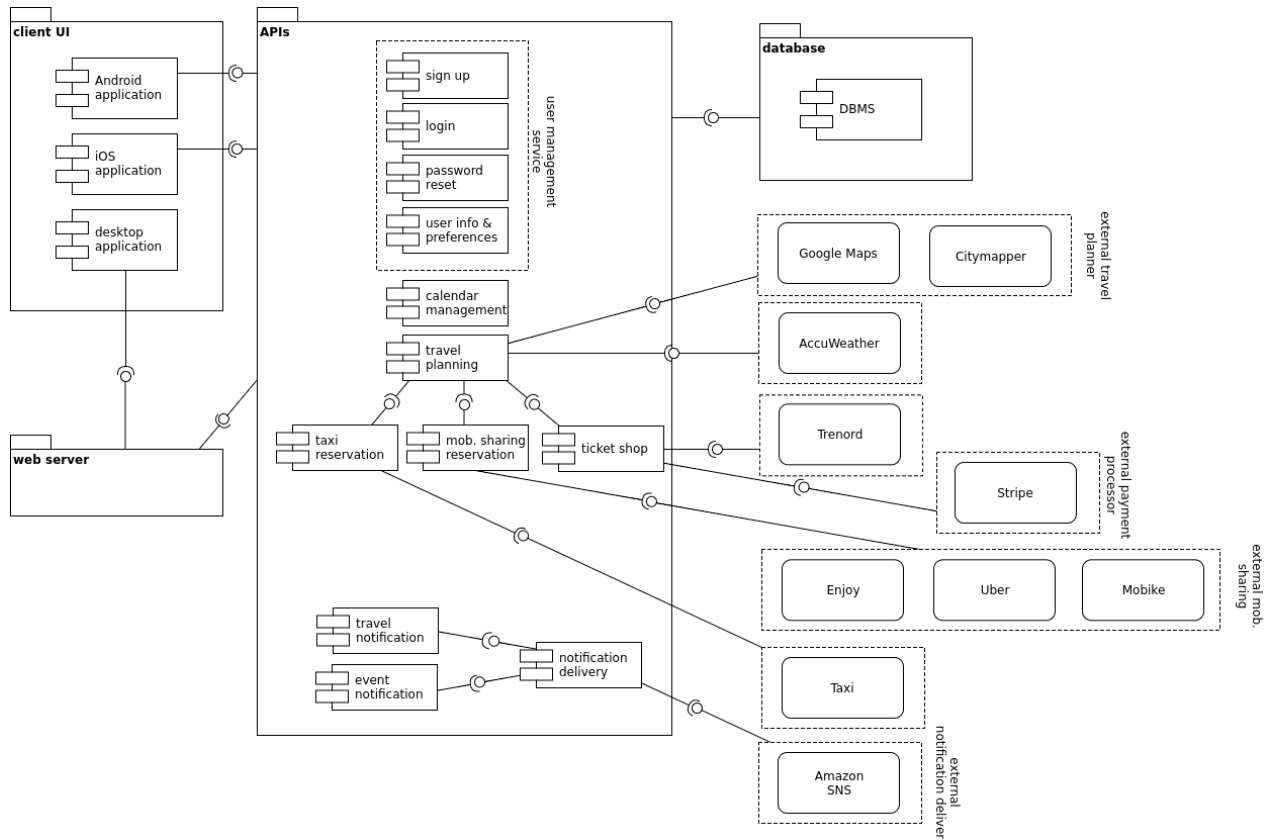 client UI
Android
application
iOS
application
desktop
application
web server
APIs
sign up
login
password
reset
user info &
preferences
user management
service
calendar
management
travel
planning
taxi
reservation
mob. sharing
reservation
ticket shop
travel
notification
event
notification
notification
delivery
database
DBMS
Google Maps
Citymapper
external travel
planner
AccuWeather
Trenord
Stripe
external payment
processor
Enjoy
Uber
Mobike
external mob.
sharing
Taxi
Amazon
SNS
external
notification deliver